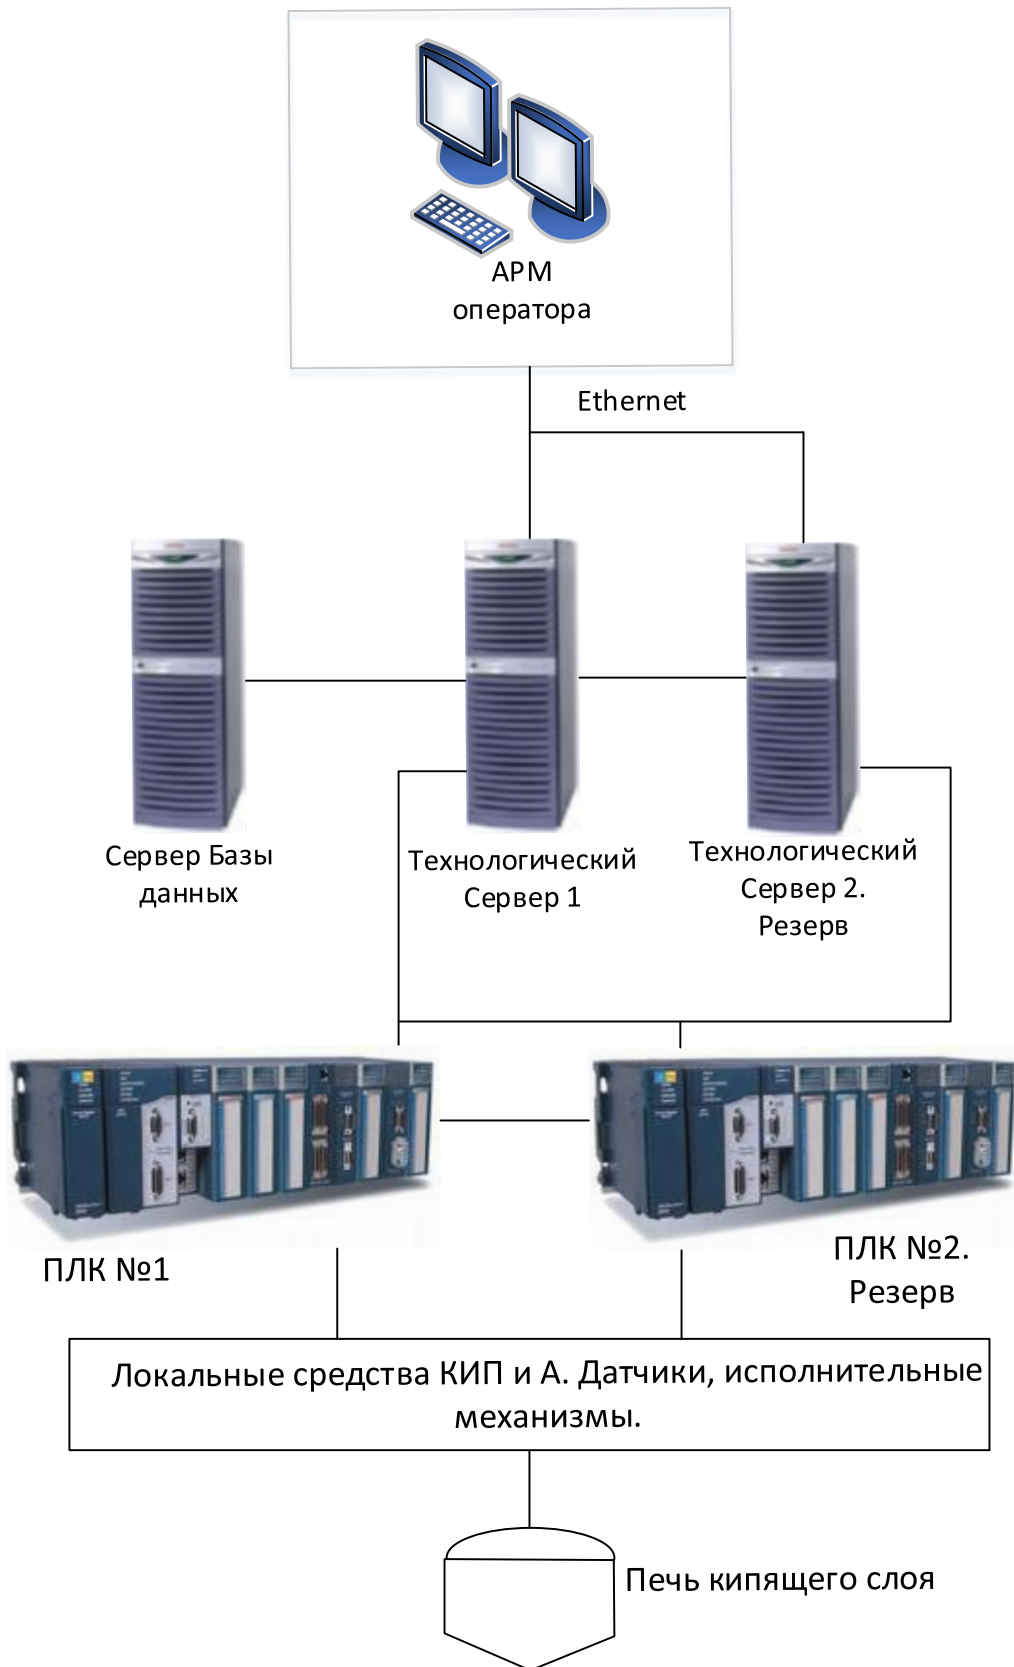 АРМ
оператора
Ethernet
Сервер Базы
данных
Технологический
Сервер 1
Технологический
Сервер 2.
Резерв
ПЛК №1
ПЛК №2.
Резерв
Локальные средства КИП и А. Датчики, исполнительные
механизмы.
Печь кипящего слоя